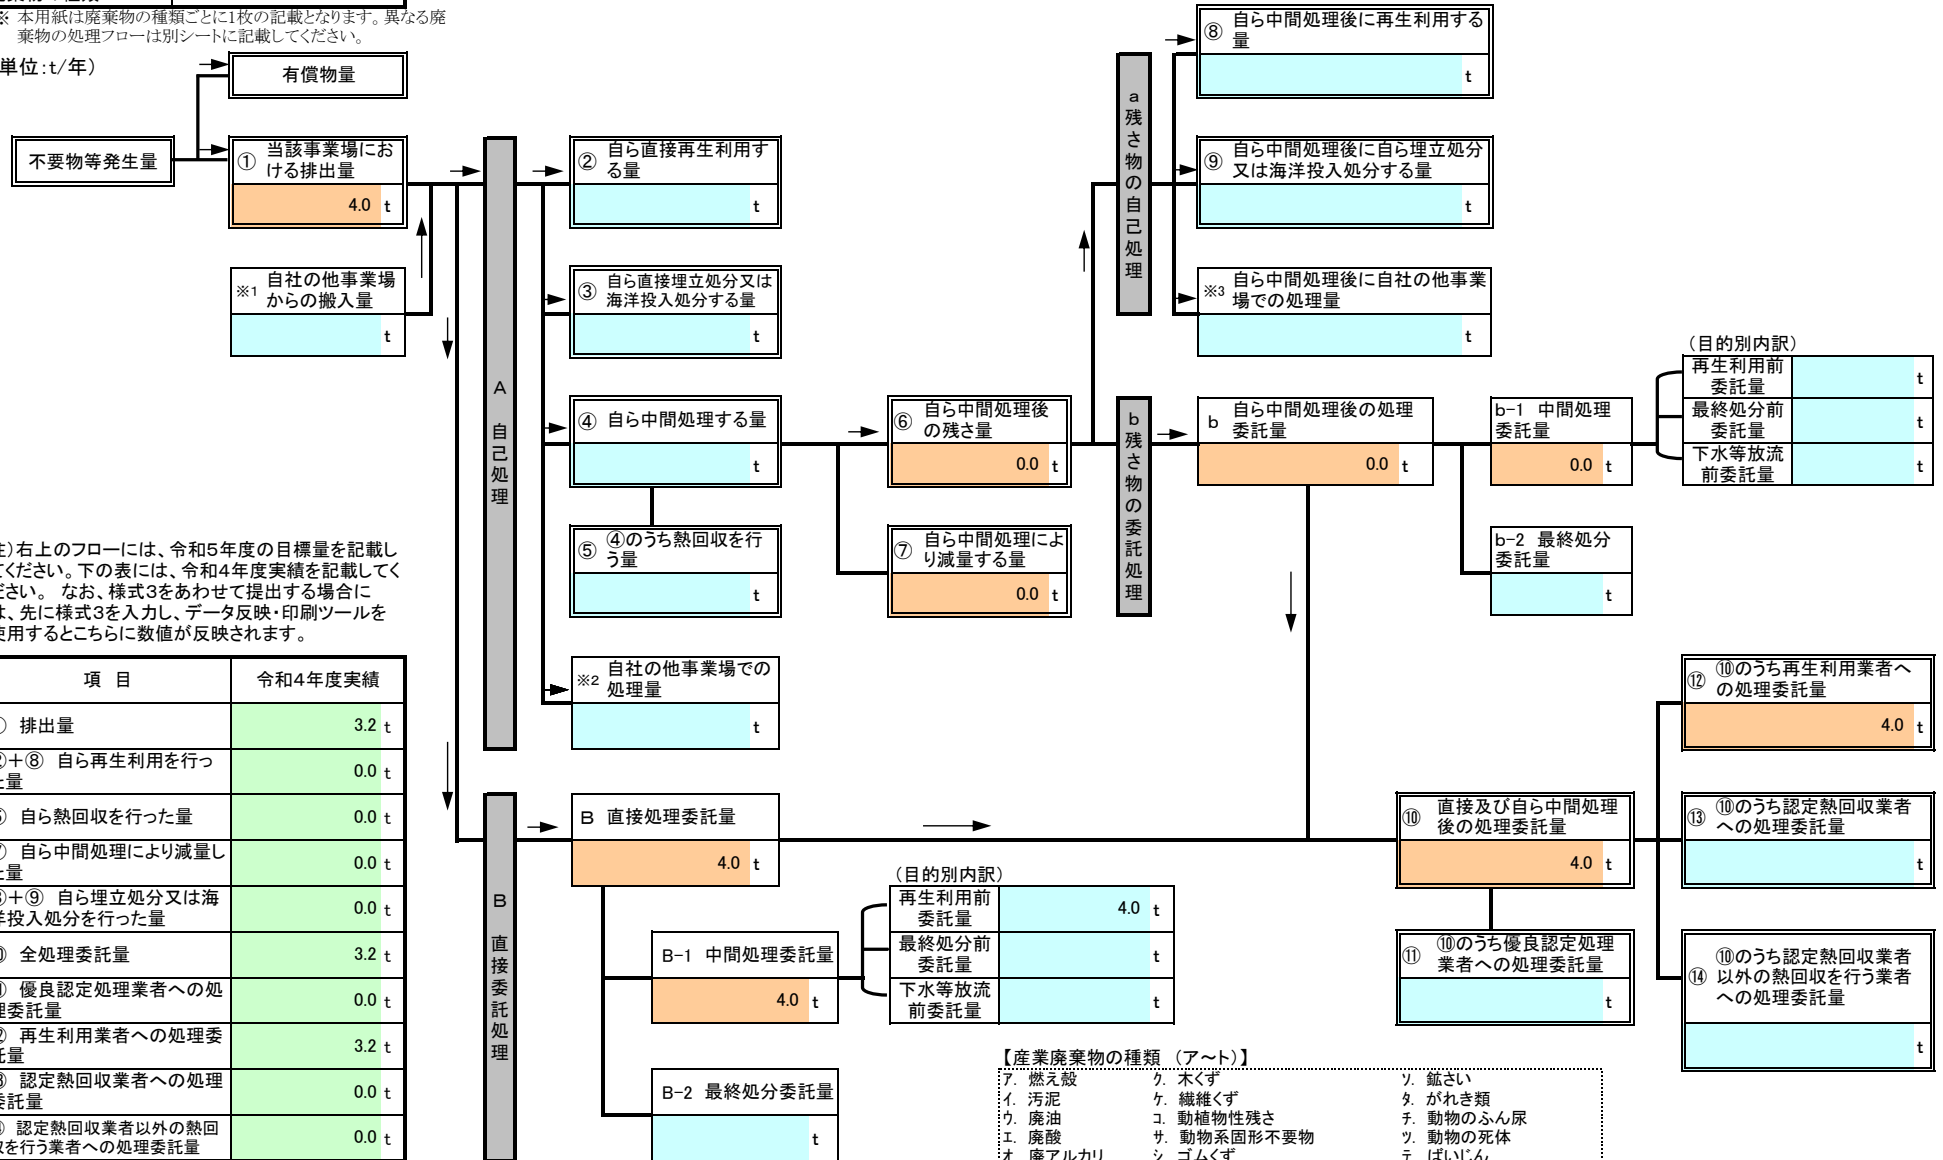 ※ 本用紙は廃棄物の種類ごとに1枚の記載となります。異なる廃
棄物の処理フローは別シートに記載してください。
単位：t/年）
有償物量
不要物等発生量
① 当該事業場にお
ける排出量
4.0 t
※1 自社の他事業場
からの搬入量
t
A 自己処理
② 自ら直接再生利用す
る量
t
③ 自ら直接埋立処分又は
海洋投入処分する量
t
④ 自ら中間処理する量
t
⑤ ④のうち熱回収を行
う量
t
※2 自社の他事業場での
処理量
t
⑥ 自ら中間処理後
の残さ量
0.0 t
⑦ 自ら中間処理によ
り減量する量
0.0 t
a 残さ物の自己処理
⑧ 自ら中間処理後に再生利用する
量
t
⑨ 自ら中間処理後に自ら埋立処分
又は海洋投入処分する量
t
※3 自ら中間処理後に自社の他事業
場での処理量
t
b 残さ物の委託処理
b 自ら中間処理後の処理
委託量
0.0 t
b-1 中間処理
委託量
0.0 t
b-2 最終処分
委託量
t
（目的別内訳）
再生利用前
委託量
t
最終処分前
委託量
t
下水等放流
前委託量
t
）右上のフローには、令和５年度の目標量を記載し
ください。下の表には、令和４年度実績を記載してく
さい。 なお、様式３をあわせて提出する場合に
、先に様式３を入力し、データ反映・印刷ツールを
使用するとこちらに数値が反映されます。
項 目 令和４年度実績
排出量 3.2 t
＋⑧ 自ら再生利用を行っ
量 0.0 t
自ら熱回収を行った量 0.0 t
自ら中間処理により減量し
量 0.0 t
＋⑨ 自ら埋立処分又は海
洋投入処分を行った量 0.0 t
全処理委託量 3.2 t
優良認定処理業者への処
理委託量 0.0 t
再生利用業者への処理委
託量 3.2 t
認定熱回収業者への処理
委託量 0.0 t
認定熱回収業者以外の熱回
収を行う業者への処理委託量 0.0 t
B 直接委託処理
B 直接処理委託量
4.0 t
B-1 中間処理委託量
4.0 t
B-2 最終処分委託量
t
（目的別内訳）
再生利用前
委託量
4.0 t
最終処分前
委託量
t
下水等放流
前委託量
t
⑩ 直接及び自ら中間処理
後の処理委託量
4.0 t
⑪ ⑩のうち優良認定処理
業者への処理委託量
t
⑫ ⑩のうち再生利用業者へ
の処理委託量
4.0 t
⑬ ⑩のうち認定熱回収業者
への処理委託量
t
⑭ ⑩のうち認定熱回収業者
以外の熱回収を行う業者
への処理委託量
t
【産業廃棄物の種類 （ア～ト）】
ア. 燃え殻 ク. 木くず ソ. 鉱さい
イ. 汚泥 ケ. 繊維くず タ. がれき類
ウ. 廃油 コ. 動植物性残さ チ. 動物のふん尿
エ. 廃酸 サ. 動物系固形不要物 ツ. 動物の死体
オ. 廃アルカリ シ. ゴムくず テ. ばいじん